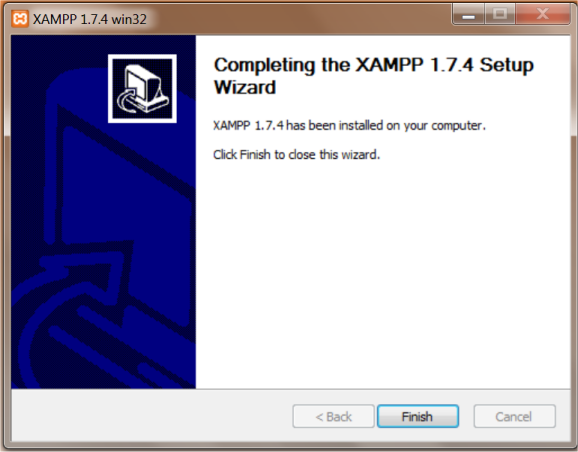 XAMPP 1.7.4 win32
Completing the XAMPP 1.7.4 Setup
Wizard
XAMPP 1.7.4 has been installed on your computer.
Click Finish to close this wizard.
< Back
Finish
Cancel